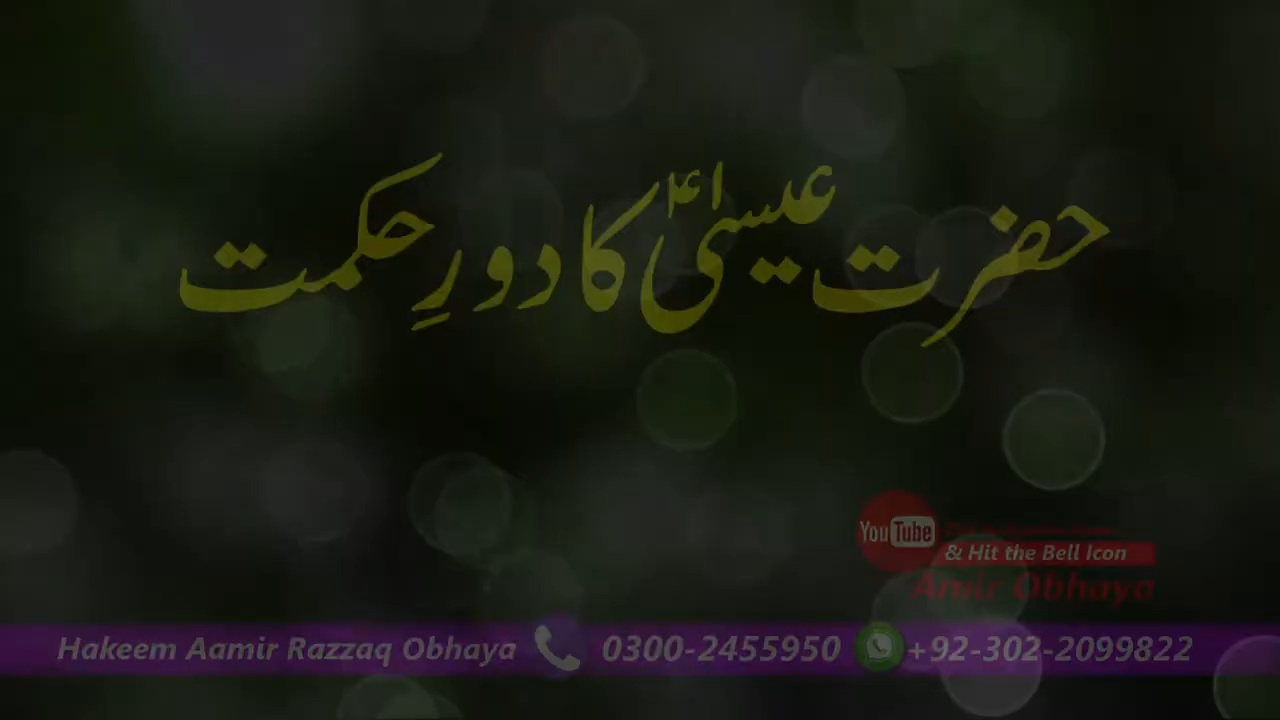 حضرت عیسیٰؑ کا دورِ حکمت
YouTube
& Hit the Bell Icon
Amir Obhaya
Hakeem Aamir Razzaq Obhaya 0300-2455950 +92-302-2099822